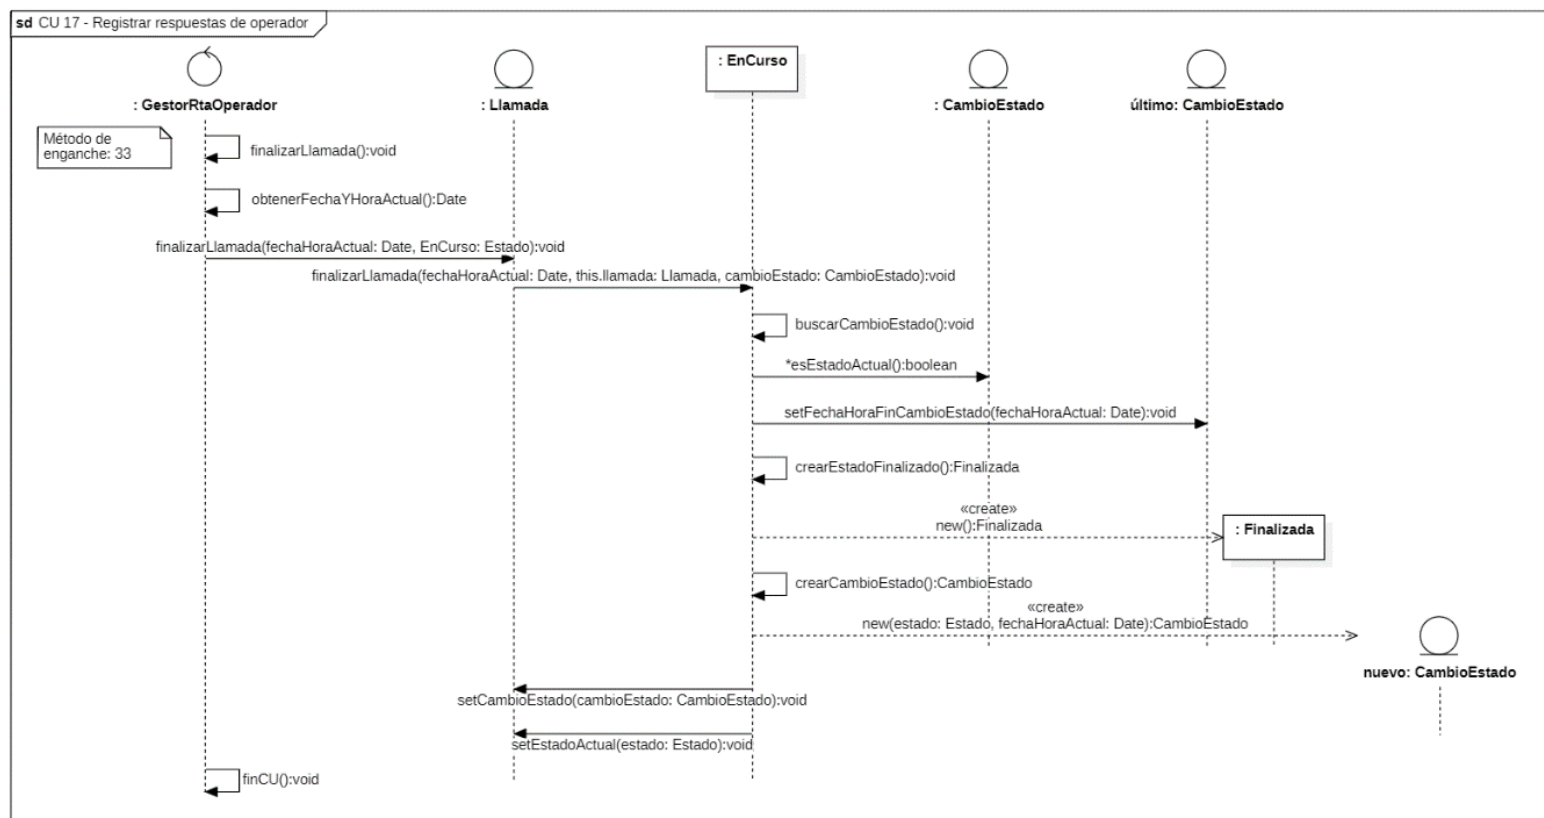 sd CU 17 - Registrar respuestas de operador
: GestorRtaOperador
: Llamada
: EnCurso
: CambioEstado
último: CambioEstado
Método de
enganche: 33
finalizarLlamada():void
obtenerFechaYHoraActual():Date
finalizarLlamada(fechaHoraActual: Date, EnCurso: Estado):void
finalizarLlamada(fechaHoraActual: Date, this.llamada: Llamada, cambioEstado: CambioEstado):void
buscarCambioEstado():void
*esEstadoActual():boolean
setFechaHoraFinCambioEstado(fechaHoraActual: Date):void
crearEstadoFinalizado():Finalizada
«create»
new():Finalizada
: Finalizada
crearCambioEstado():CambioEstado
«create»
new(estado: Estado, fechaHoraActual: Date):CambioEstado
nuevo: CambioEstado
setCambioEstado(cambioEstado: CambioEstado):void
setEstadoActual(estado: Estado):void
finCU():void